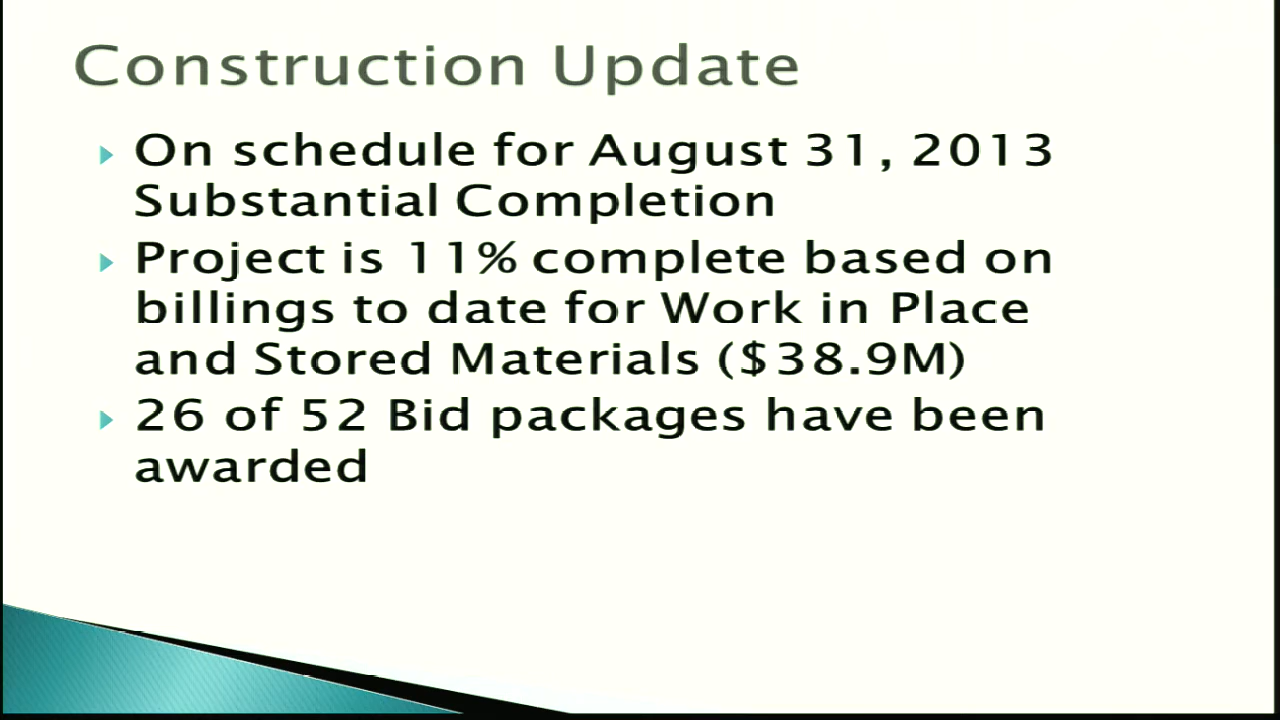 Construction Update
On schedule for August 31, 2013
Substantial Completion
Project is 11% complete based on
billings to date for Work in Place
and Stored Materials ($38.9M)
26 of 52 Bid packages have been
awarded